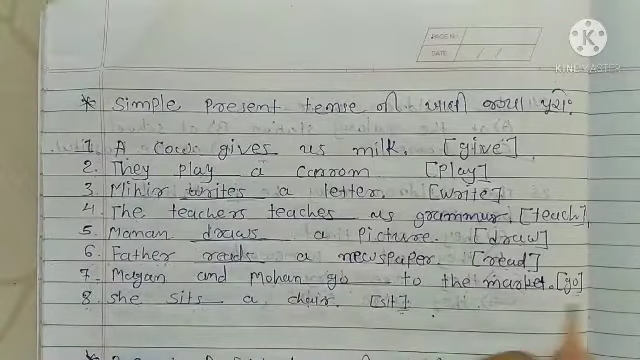 PAGE No.
DATE
KINEMASTER
* Simple Present tense ની ખાલી જગ્યા પૂરો:
1. A cow gives us milk. [give]
2. They play a carrom [Play]
3. Mihir writes a letter. [write]
4. The teachers teaches us grammar. [teach]
5. Maman draws a picture. [draw]
6. Father reads a newspaper. [read]
7. Magan and Mohan go to the market. [go]
8. she sits a chair. [sit]